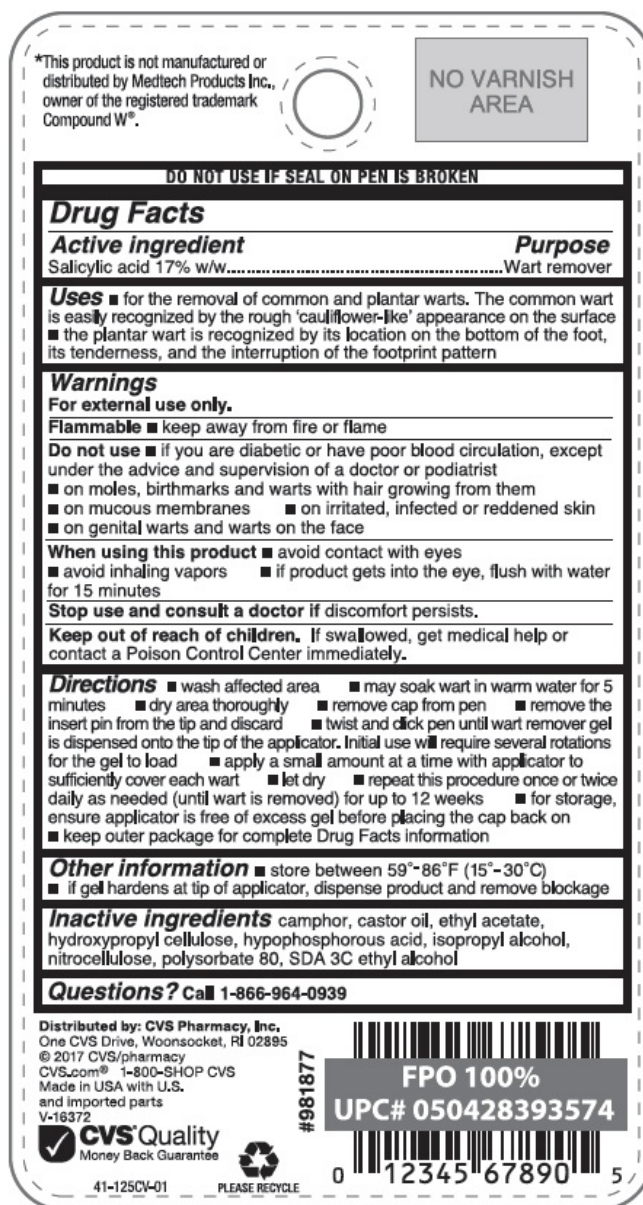 *This product is not manufactured or
distributed by Medtech Products Inc.,
owner of the registered trademark
Compound W®.
NO VARNISH
AREA
DO NOT USE IF SEAL ON PEN IS BROKEN
Drug Facts
Active ingredient Purpose
Salicylic acid 17% w/w..........................................................Wart remover
Uses ■ for the removal of common and plantar warts. The common wart
is easily recognized by the rough 'cauliflower-like' appearance on the surface
■ the plantar wart is recognized by its location on the bottom of the foot,
its tenderness, and the interruption of the footprint pattern
Warnings
For external use only.
Flammable ■ keep away from fire or flame
Do not use ■ if you are diabetic or have poor blood circulation, except
under the advice and supervision of a doctor or podiatrist
■ on moles, birthmarks and warts with hair growing from them
■ on mucous membranes ■ on irritated, infected or reddened skin
■ on genital warts and warts on the face
When using this product ■ avoid contact with eyes
■ avoid inhaling vapors ■ if product gets into the eye, flush with water
for 15 minutes
Stop use and consult a doctor if discomfort persists.
Keep out of reach of children. If swallowed, get medical help or
contact a Poison Control Center immediately.
Directions ■ wash affected area ■ may soak wart in warm water for 5
minutes ■ dry area thoroughly ■ remove cap from pen ■ remove the
insert pin from the tip and discard ■ twist and click pen until wart remover gel
is dispensed onto the tip of the applicator. Initial use will require several rotations
for the gel to load ■ apply a small amount at a time with applicator to
sufficiently cover each wart ■ let dry ■ repeat this procedure once or twice
daily as needed (until wart is removed) for up to 12 weeks ■ for storage,
ensure applicator is free of excess gel before placing the cap back on
■ keep outer package for complete Drug Facts information
Other information ■ store between 59°-86°F (15°-30°C)
■ if gel hardens at tip of applicator, dispense product and remove blockage
Inactive ingredients camphor, castor oil, ethyl acetate,
hydroxypropyl cellulose, hypophosphorous acid, isopropyl alcohol,
nitrocellulose, polysorbate 80, SDA 3C ethyl alcohol
Questions? Call 1-866-964-0939
Distributed by: CVS Pharmacy, Inc.
One CVS Drive, Woonsocket, RI 02895
© 2017 CVS/pharmacy
CVS.com® 1-800-SHOP CVS
Made in USA with U.S.
and imported parts
V-16372
CVS Quality
Money Back Guarantee
41-125CV-01
PLEASE RECYCLE
#981877
FPO 100%
UPC# 050428393574
0 12345 67890 5